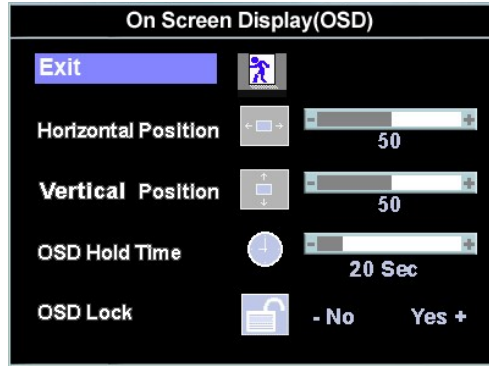 On Screen Display(OSD)
Exit
Horizontal Position - +
50
Vertical Position - +
50
OSD Hold Time - +
20 Sec
OSD Lock - No Yes +